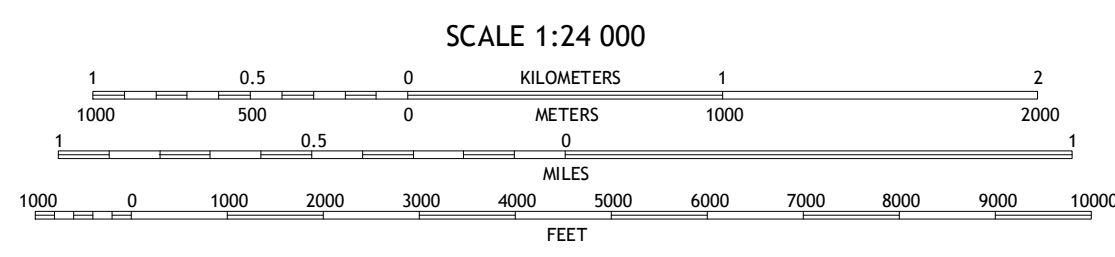 SCALE 1:24 000
1 0.5 0 KILOMETERS 1 2
1000 500 0 METERS 1000 2000
1 0.5 0 1
MILES
1000 0 1000 2000 3000 4000 5000 6000 7000 8000 9000 10000
FEET